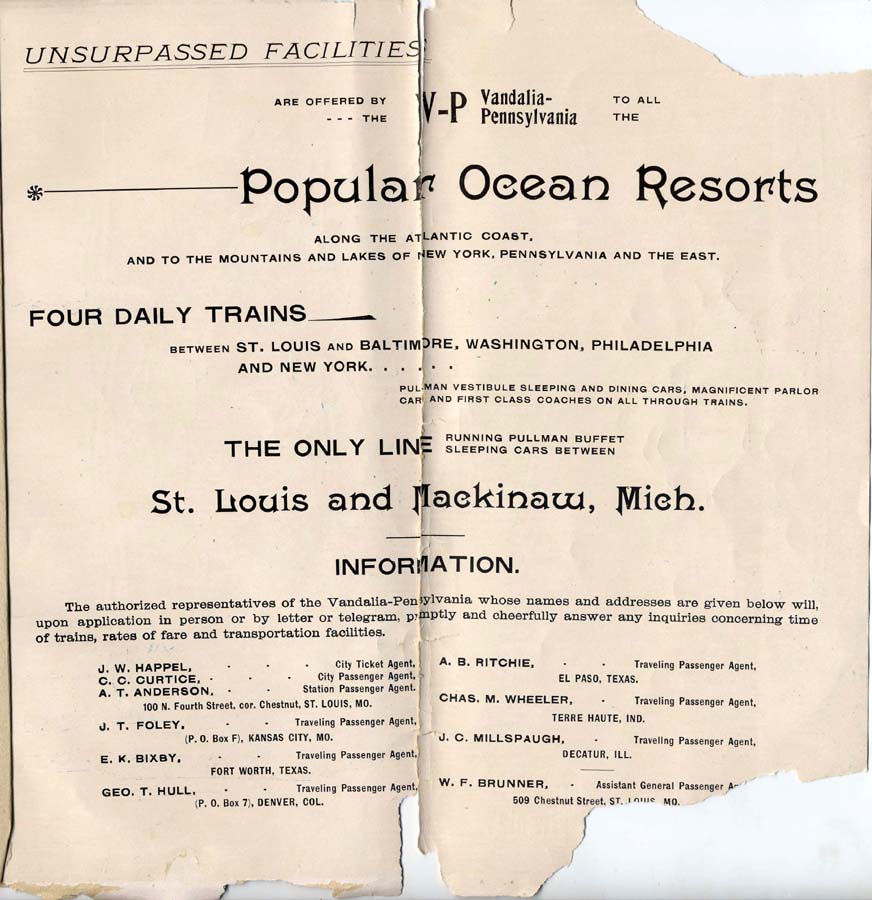 UNSURPASSED FACILITIES
ARE OFFERED BY
- - - THE
V-P
Vandalia-
Pennsylvania
TO ALL
THE
Popular Ocean Resorts
ALONG THE ATLANTIC COAST,
AND TO THE MOUNTAINS AND LAKES OF NEW YORK, PENNSYLVANIA AND THE EAST.
FOUR DAILY TRAINS
BETWEEN ST. LOUIS AND BALTIMORE, WASHINGTON, PHILADELPHIA
AND NEW YORK. . . . . .
PULLMAN VESTIBULE SLEEPING AND DINING CARS, MAGNIFICENT PARLOR
CAR AND FIRST CLASS COACHES ON ALL THROUGH TRAINS.
THE ONLY LINE
RUNNING PULLMAN BUFFET
SLEEPING CARS BETWEEN
St. Louis and Mackinaw, Mich.
INFORMATION.
The authorized representatives of the Vandalia-Pennsylvania whose names and addresses are given below will,
upon application in person or by letter or telegram, promptly and cheerfully answer any inquiries concerning time
of trains, rates of fare and transportation facilities.
J. W. HAPPEL, - - - City Ticket Agent,
C. C. CURTICE, - - - City Passenger Agent,
A. T. ANDERSON, - - Station Passenger Agent.
100 N. Fourth Street, cor. Chestnut, ST. LOUIS, MO.
J. T. FOLEY, - - Traveling Passenger Agent,
(P. O. Box F), KANSAS CITY, MO.
E. K. BIXBY, - - Traveling Passenger Agent,
FORT WORTH, TEXAS.
GEO. T. HULL, - - Traveling Passenger Agent,
(P. O. Box 7), DENVER, COL.
A. B. RITCHIE, - - Traveling Passenger Agent,
EL PASO, TEXAS.
CHAS. M. WHEELER, - Traveling Passenger Agent,
TERRE HAUTE, IND.
J. C. MILLSPAUGH, - Traveling Passenger Agent,
DECATUR, ILL.
W. F. BRUNNER, - Assistant General Passenger
509 Chestnut Street, ST. LOUIS, MO.